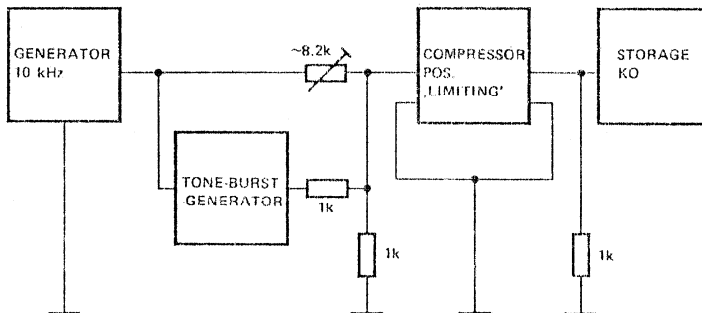 GENERATOR
10 kHz
~8.2k
COMPRESSOR
POS.
‚LIMITING'
STORAGE
KO
TONE-BURST
GENERATOR
1k
1k
1k